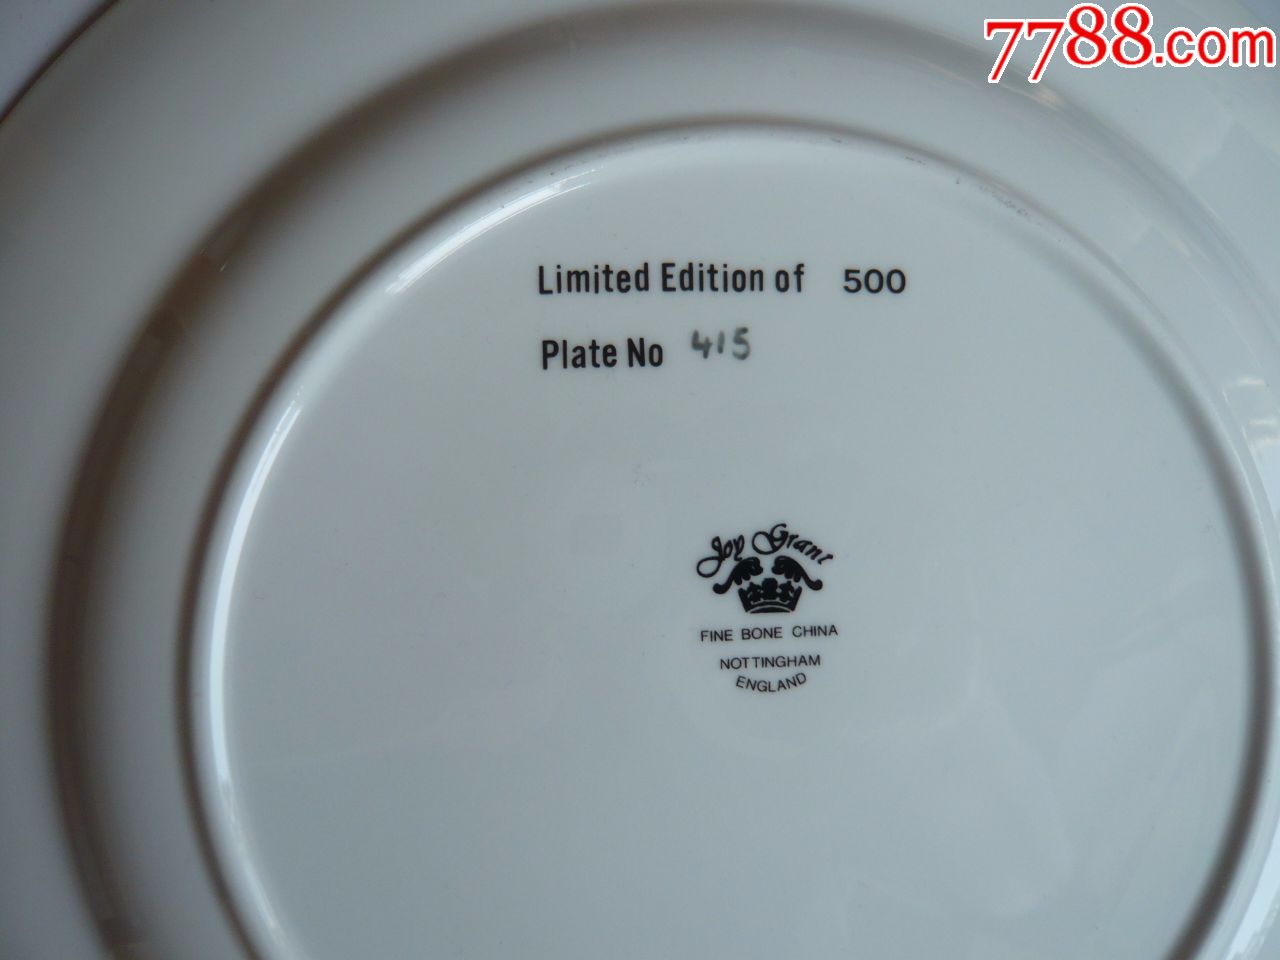 7788.com
Limited Edition of 500
Plate No 415
Joy Grant
FINE BONE CHINA
NOTTINGHAM
ENGLAND